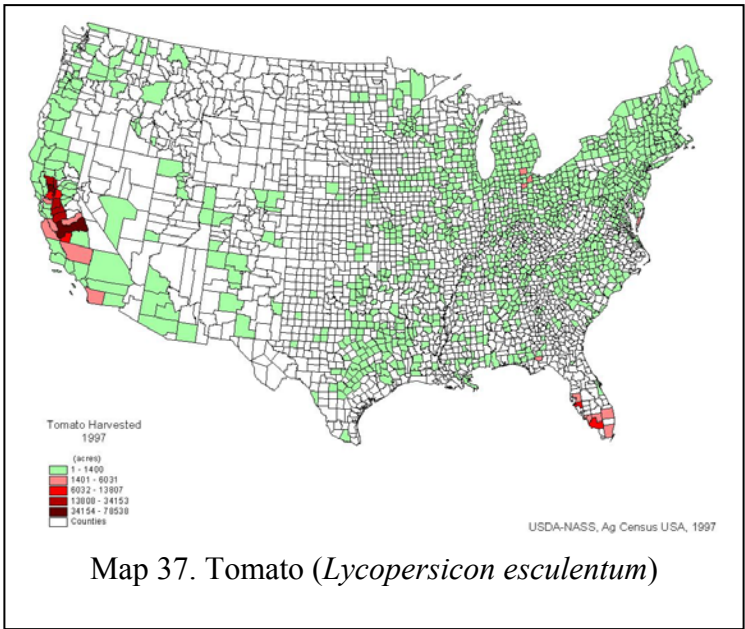 Tomato Harvested
1997
(acres)
1 - 1400
1401 - 6031
6032 - 13807
13808 - 34153
34154 - 78538
Counties
USDA-NASS, Ag Census USA, 1997
Map 37. Tomato (Lycopersicon esculentum)